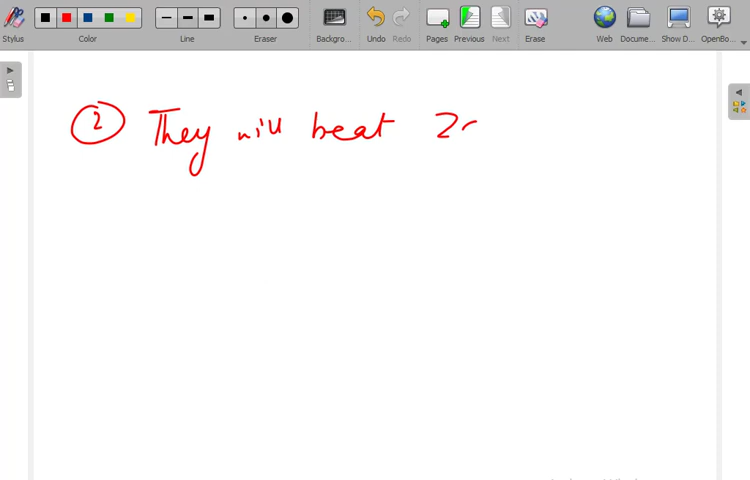 Stylus Color Line Eraser Backgro... Undo Redo Pages Previous Next Erase Web Docume... Show D... OpenBo...
② They will beat